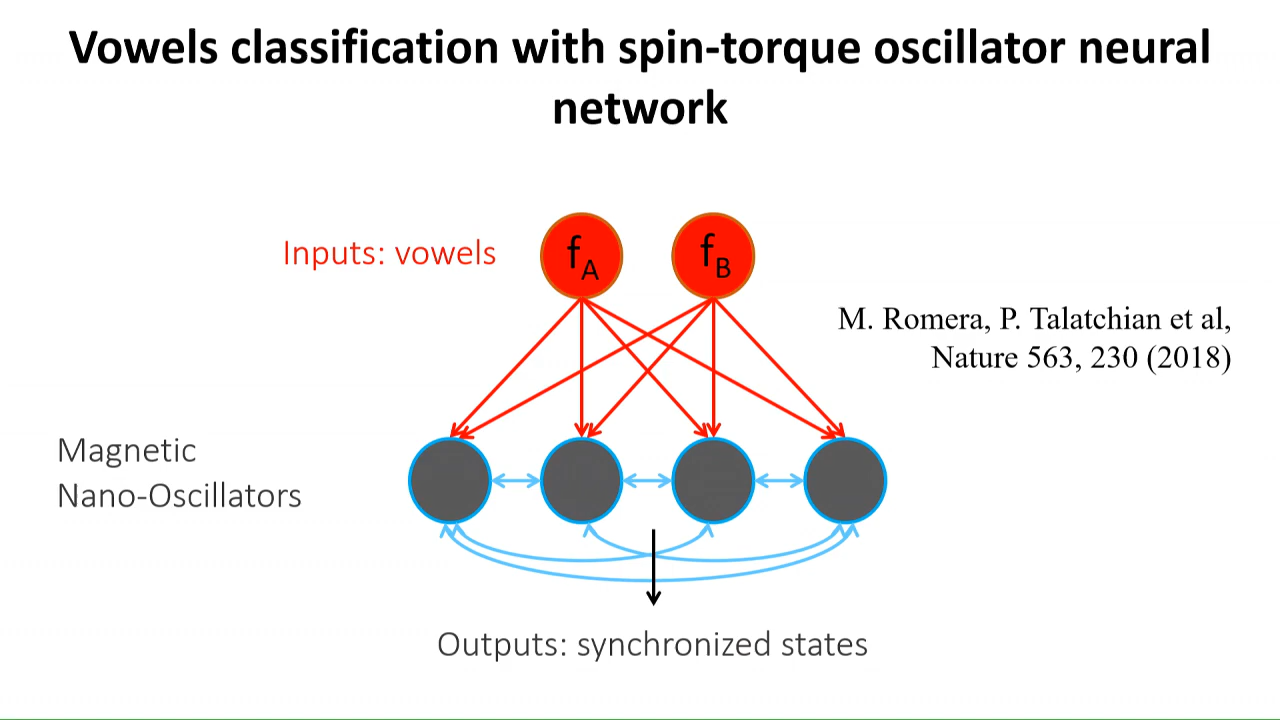 Vowels classification with spin-torque oscillator neural
network
Inputs: vowels
fA
fB
M. Romera, P. Talatchian et al,
Nature 563, 230 (2018)
Magnetic
Nano-Oscillators
Outputs: synchronized states